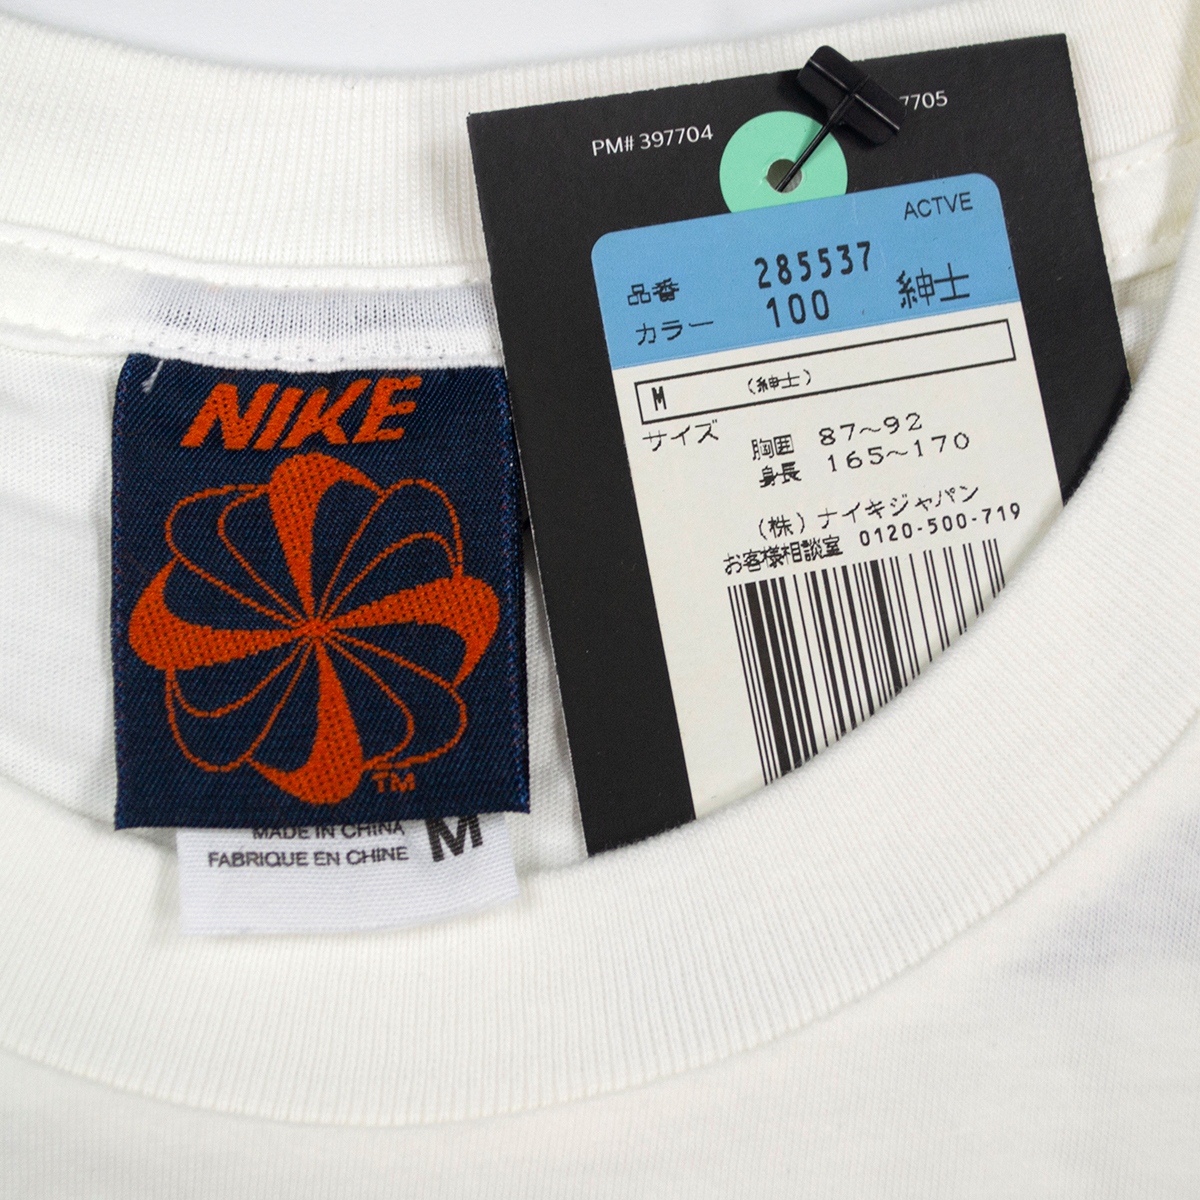 NIKE
TM
MADE IN CHINA
FABRIQUE EN CHINE
M
PM# 397704
7705
ACTVE
品番 285537
カラー 100 紳士
M (紳士)
サイズ
胸囲 87～92
身長 165～170
(株)ナイキジャパン
お客様相談室 0120-500-719